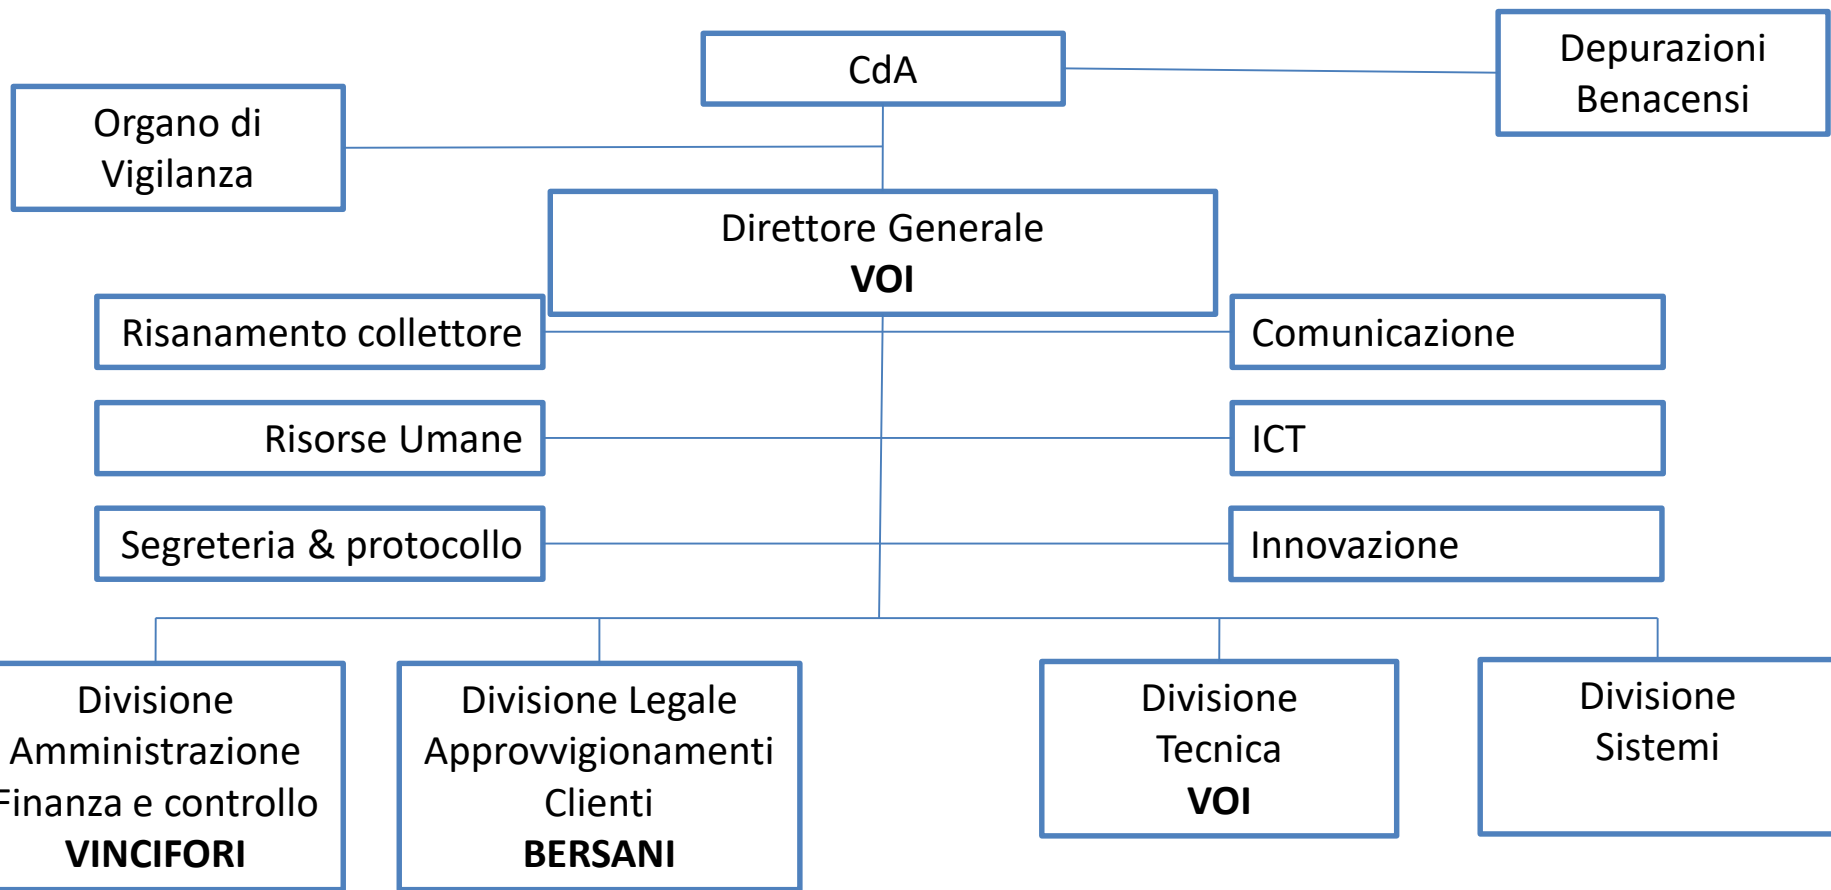 CdA
Depurazioni
Benacensi
Organo di
Vigilanza
Direttore Generale
VOI
Risanamento collettore
Comunicazione
Risorse Umane
ICT
Segreteria & protocollo
Innovazione
Divisione
Amministrazione
Finanza e controllo
VINCIFORI
Divisione Legale
Approvvigionamenti
Clienti
BERSANI
Divisione
Tecnica
VOI
Divisione
Sistemi